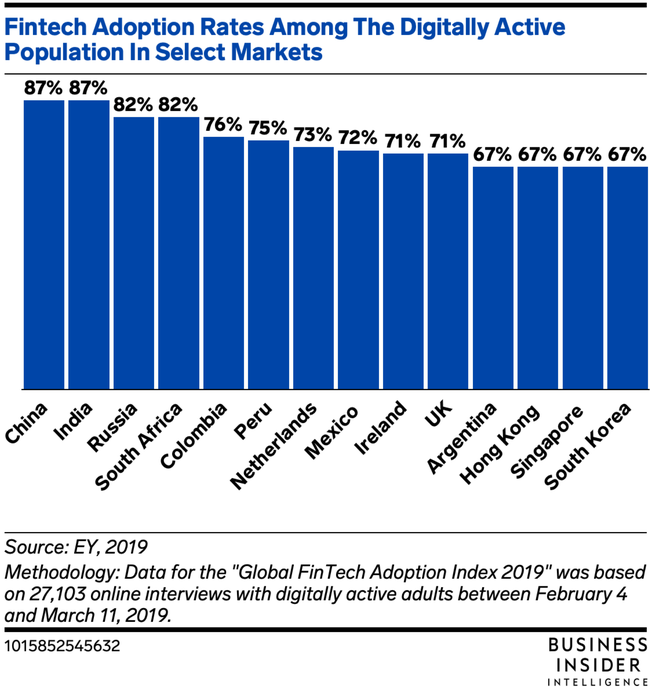 Fintech Adoption Rates Among The Digitally Active
Population In Select Markets
87% 87% 82% 82% 76% 75% 73% 72% 71% 71% 67% 67% 67% 67%
China
India
Russia
South Africa
Colombia
Peru
Netherlands
Mexico
Ireland
UK
Argentina
Hong Kong
Singapore
South Korea
Source: EY, 2019
Methodology: Data for the "Global FinTech Adoption Index 2019" was based
on 27,103 online interviews with digitally active adults between February 4
and March 11, 2019.
1015852545632
BUSINESS
INSIDER
INTELLIGENCE